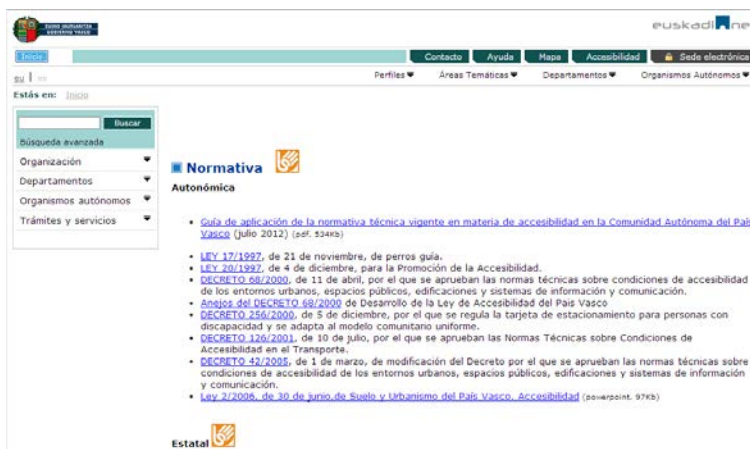 EUSKO JAURLARITZA
GOBIERNO VASCO
euskadi.ne
Inicio
Contacto
Ayuda
Mapa
Accesibilidad
Sede electrónica
eu | es
Perfiles
Áreas Temáticas
Departamentos
Organismos Autónomos
Estás en: Inicio
Buscar
Búsqueda avanzada
Organización
Departamentos
Organismos autónomos
Trámites y servicios
Normativa
Autonómica
Guía de aplicación de la normativa técnica vigente en materia de accesibilidad en la Comunidad Autónoma del País
Vasco (julio 2012) (pdf. 534Kb)
LEY 17/1997, de 21 de noviembre, de perros guía.
LEY 20/1997, de 4 de diciembre, para la Promoción de la Accesibilidad.
DECRETO 68/2000, de 11 de abril, por el que se aprueban las normas técnicas sobre condiciones de accesibilidad
de los entornos urbanos, espacios públicos, edificaciones y sistemas de información y comunicación.
Anejos del DECRETO 68/2000 de Desarrollo de la Ley de Accesibilidad del Pais Vasco
DECRETO 256/2000, de 5 de diciembre, por el que se regula la tarjeta de estacionamiento para personas con
discapacidad y se adapta al modelo comunitario uniforme.
DECRETO 126/2001, de 10 de julio, por el que se aprueban las Normas Técnicas sobre Condiciones de
Accesibilidad en el Transporte.
DECRETO 42/2005, de 1 de marzo, de modificación del Decreto por el que se aprueban las normas técnicas sobre
condiciones de accesibilidad de los entornos urbanos, espacios públicos, edificaciones y sistemas de información
y comunicación.
Ley 2/2006, de 30 de junio,de Suelo y Urbanismo del País Vasco. Accesibilidad (powerpoint. 97Kb)
Estatal